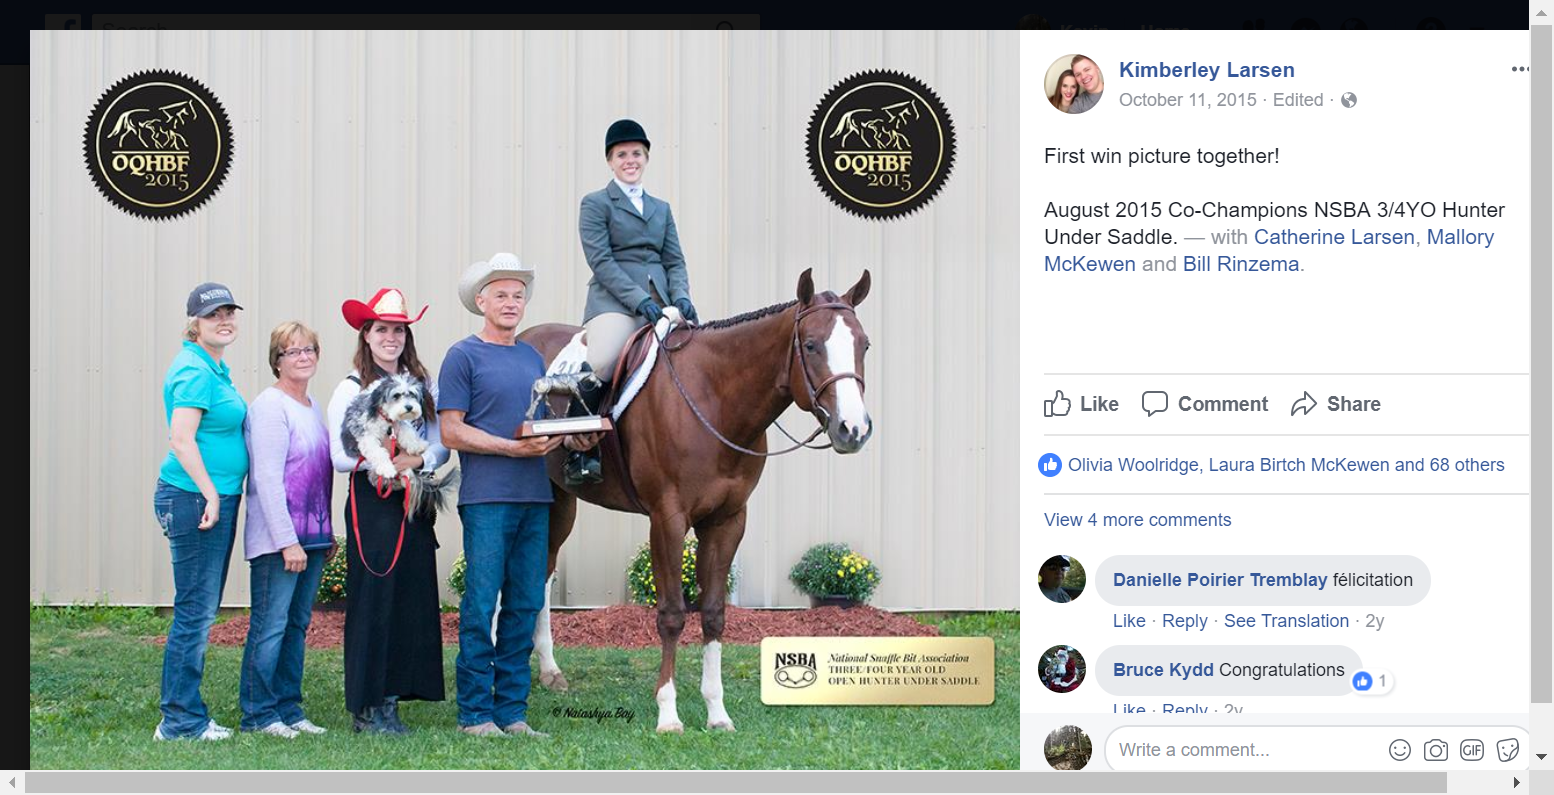 Search
OQHBF
2015
OQHBF
2015
NSBA
National Snaffle Bit Association
THREE/FOUR YEAR OLD
OPEN HUNTER UNDER SADDLE
© Natashya Bay
Kimberley Larsen
October 11, 2015 · Edited ·
First win picture together!
August 2015 Co-Champions NSBA 3/4YO Hunter
Under Saddle. — with Catherine Larsen, Mallory
McKewen and Bill Rinzema.
Like Comment Share
Olivia Woolridge, Laura Birtch McKewen and 68 others
View 4 more comments
Danielle Poirier Tremblay félicitation
Like · Reply · See Translation · 2y
Bruce Kydd Congratulations
1
Like · Reply · 2y
Write a comment...
GIF